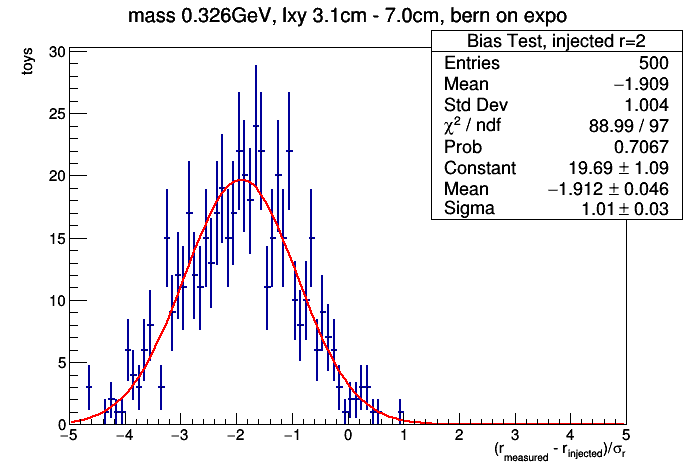 mass 0.326GeV, lxy 3.1cm - 7.0cm, bern on expo
toys
Bias Test, injected r=2
Entries 500
Mean −1.909
Std Dev 1.004
χ² / ndf 88.99 / 97
Prob 0.7067
Constant 19.69 ± 1.09
Mean −1.912 ± 0.046
Sigma 1.01 ± 0.03
30
25
20
15
10
5
0
−5 −4 −3 −2 −1 0 1 2 3 4 5
(r_measured - r_injected)/σ_r